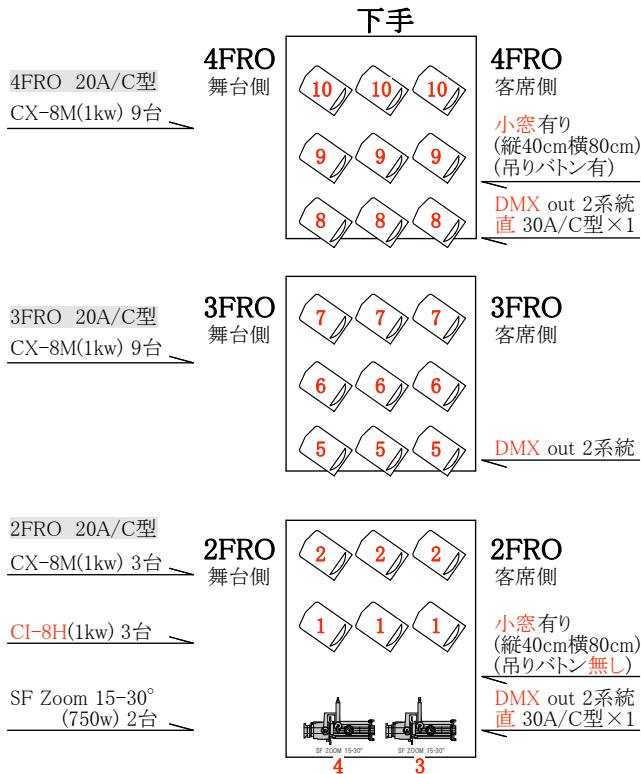 下手
4FRO
舞台側
4FRO
客席側
4FRO 20A/C型
CX-8M(1kw) 9台
10 10 10
9 9 9
8 8 8
小窓有り
(縦40cm横80cm)
(吊りバトン有)
DMX out 2系統
直 30A/C型×1
3FRO
舞台側
3FRO
客席側
3FRO 20A/C型
CX-8M(1kw) 9台
7 7 7
6 6 6
5 5 5
DMX out 2系統
2FRO
舞台側
2FRO
客席側
2FRO 20A/C型
CX-8M(1kw) 3台
CI-8H(1kw) 3台
SF Zoom 15-30°
(750w) 2台
2 2 2
1 1 1
SF ZOOM 15-30° SF ZOOM 15-30°
4 3
小窓有り
(縦40cm横80cm)
(吊りバトン無し)
DMX out 2系統
直 30A/C型×1